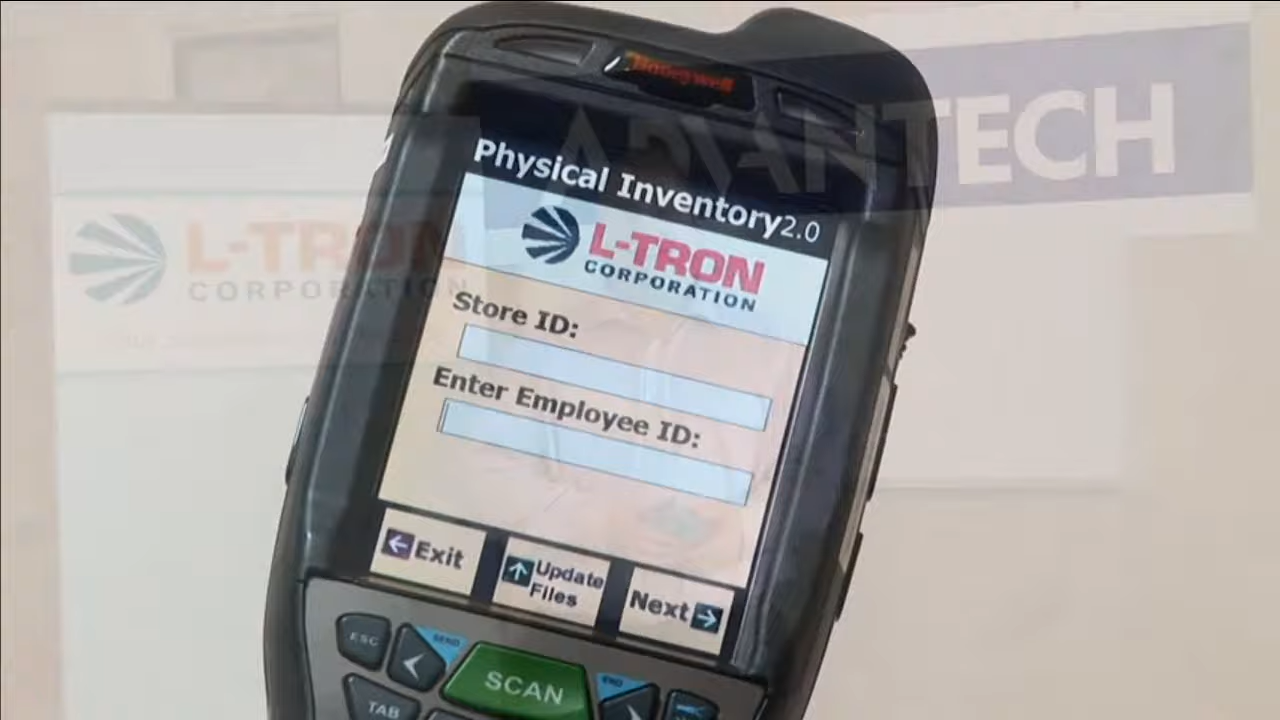 Honeywell
ADVANTECH
Physical Inventory2.0
L-TRON
CORPORATION
L-TRON
CORPORATION
Store ID:
Enter Employee ID:
Exit
Update
Files
Next
ESC
SEND
SCAN
END
TAB